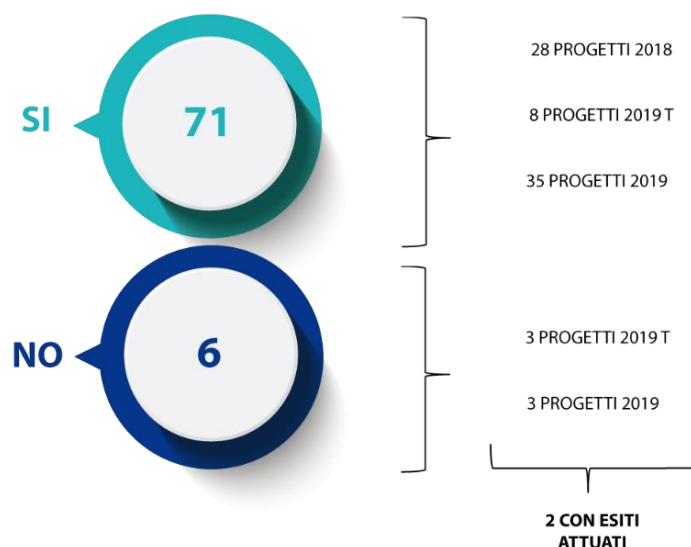 SI
71
28 PROGETTI 2018
8 PROGETTI 2019 T
35 PROGETTI 2019
NO
6
3 PROGETTI 2019 T
3 PROGETTI 2019
2 CON ESITI
ATTUATI